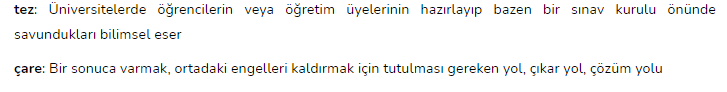 tez: Üniversitelerde öğrencilerin veya öğretim üyelerinin hazırlayıp bazen bir sınav kurulu önünde
savundukları bilimsel eser
çare: Bir sonuca varmak, ortadaki engelleri kaldırmak için tutulması gereken yol, çıkar yol, çözüm yolu